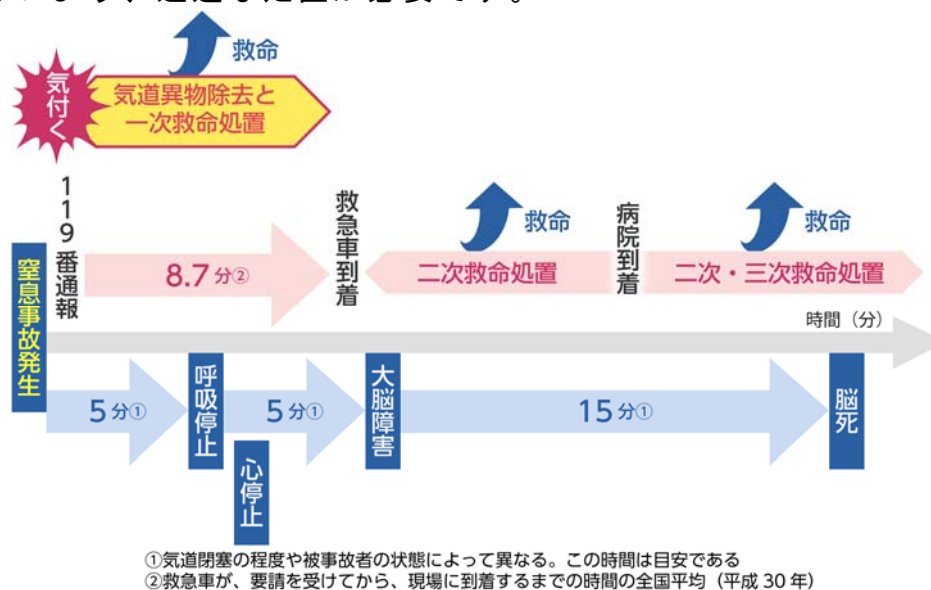 救命
気付く
気道異物除去と
一次救命処置
119番通報
救急車到着
救命
病院到着
救命
窒息事故発生
8.7 分②
二次救命処置
二次・三次救命処置
時間（分）
5 分①
呼吸停止
5 分①
大脳障害
15 分①
脳死
心停止
①気道閉塞の程度や被事故者の状態によって異なる。この時間は目安である
②救急車が、要請を受けてから、現場に到着するまでの時間の全国平均（平成 30 年）